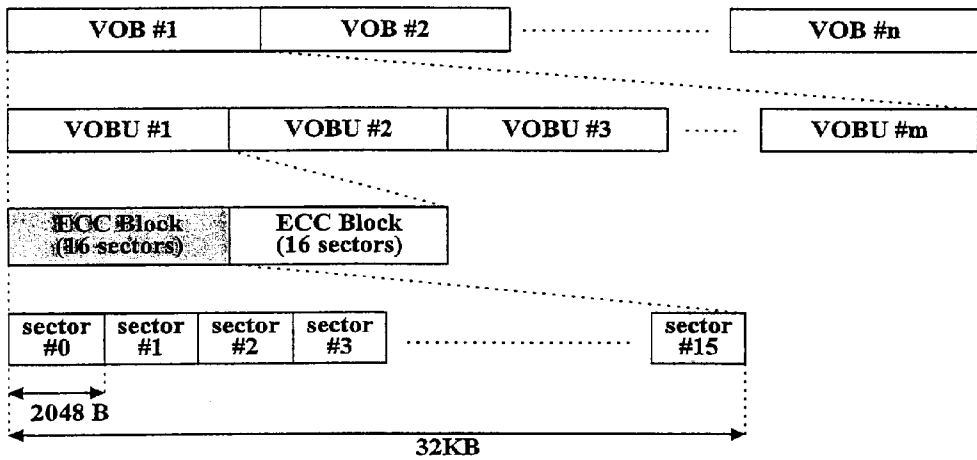 VOB #1 VOB #2 VOB #n
VOBU #1 VOBU #2 VOBU #3 VOBU #m
ECC Block ECC Block
(16 sectors) (16 sectors)
sector sector sector sector sector
#0 #1 #2 #3 #15
2048 B
32KB